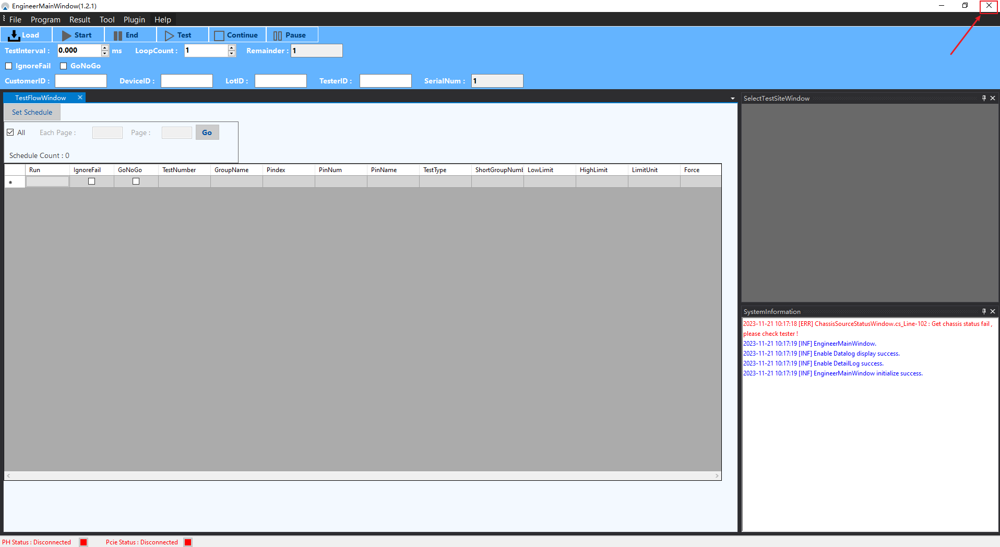 EngineerMainWindow(1.2.1)
File Program Result Tool Plugin Help
Load Start End Test Continue Pause
TestInterval : 0.000 ms LoopCount : 1 Remainder : 1
IgnoreFail GoNoGo
CustomerID : DeviceID : LotID : TesterID : SerialNum : 1
TestFlowWindow
Set Schedule
All Each Page : Page : Go
Schedule Count : 0
Run IgnoreFail GoNoGo TestNumber GroupName Pindex PinNum PinName TestType ShortGroupNuml LowLimit HighLimit LimitUnit Force
SelectTestSiteWindow
SystemInformation
2023-11-21 10:17:18 [ERR] ChassisSourceStatusWindow.cs_Line-102 : Get chassis status fail ,
please check tester !
2023-11-21 10:17:19 [INF] EngineerMainWindow.
2023-11-21 10:17:19 [INF] Enable Datalog display success.
2023-11-21 10:17:19 [INF] Enable DetailLog success.
2023-11-21 10:17:19 [INF] EngineerMainWindow initialize success.
PH Status : Disconnected Pcie Status : Disconnected